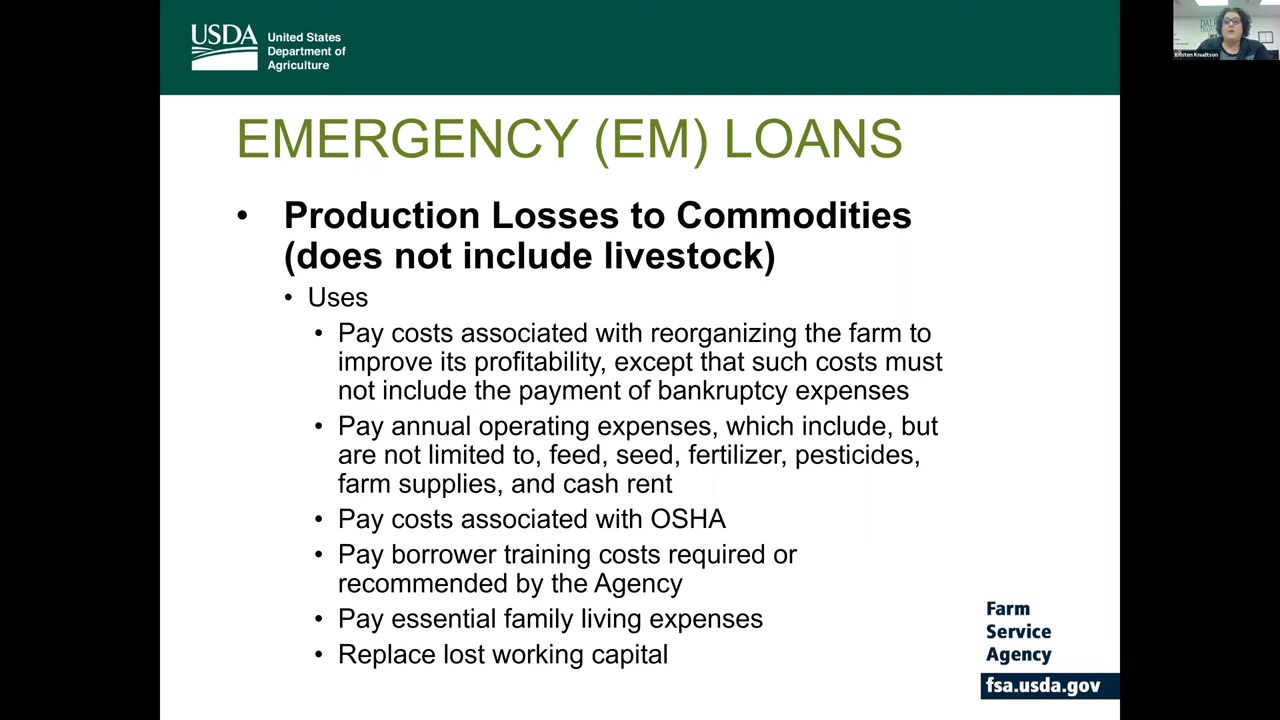 USDA
United States
Department of
Agriculture
Kristen Knudtson
EMERGENCY (EM) LOANS
• Production Losses to Commodities
(does not include livestock)
• Uses
• Pay costs associated with reorganizing the farm to
improve its profitability, except that such costs must
not include the payment of bankruptcy expenses
• Pay annual operating expenses, which include, but
are not limited to, feed, seed, fertilizer, pesticides,
farm supplies, and cash rent
• Pay costs associated with OSHA
• Pay borrower training costs required or
recommended by the Agency
• Pay essential family living expenses
• Replace lost working capital
Farm
Service
Agency
fsa.usda.gov